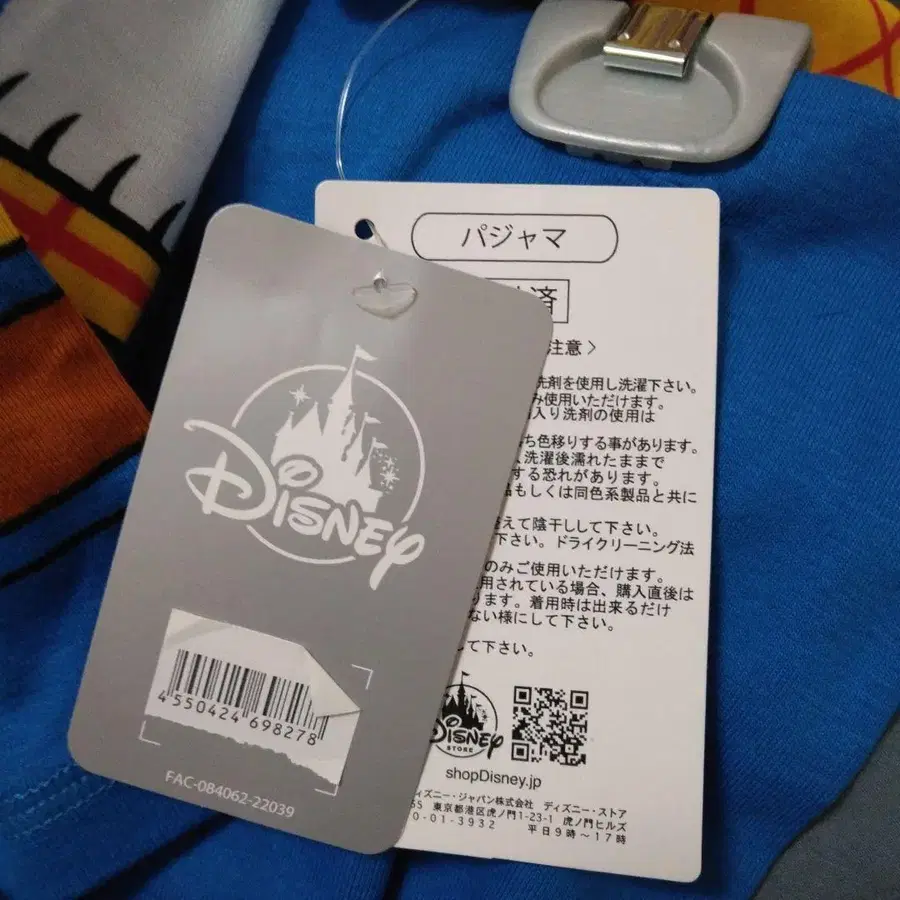 パジャマ
済
注意>
洗剤を使用し洗濯下さい。
み使用いただけます。
入り洗剤の使用は
ち色移りする事があります。
洗濯後濡れたままで
する恐れがあります。
品もしくは同色系製品と共に
えて陰干しして下さい。
下さい。ドライクリーニング法
のみご使用いただけます。
用されている場合、購入直後は
ります。着用時は出来るだけ
ない様にして下さい。
して下さい。
DISNEY
STORE
shopDisney.jp
ィズニー・ジャパン株式会社 ディズニー・ストア
55 東京都港区虎ノ門1-23-1 虎ノ門ヒルズ
0-01-3932 平日9時~17時
DISNEY
4 550424 698278
FAC-084062-22039